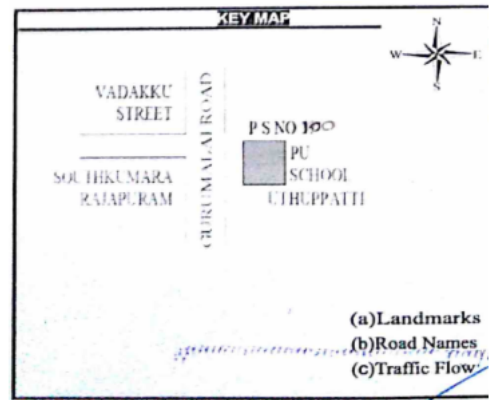 KEY MAP
N
W E
S
VADAKKU
STREET
GURUMALAI ROAD
P S NO 190
PU
SCHOOL
UTHUPPATTI
SOUTHKUMARA
RAJAPURAM
(a)Landmarks
(b)Road Names
(c)Traffic Flow